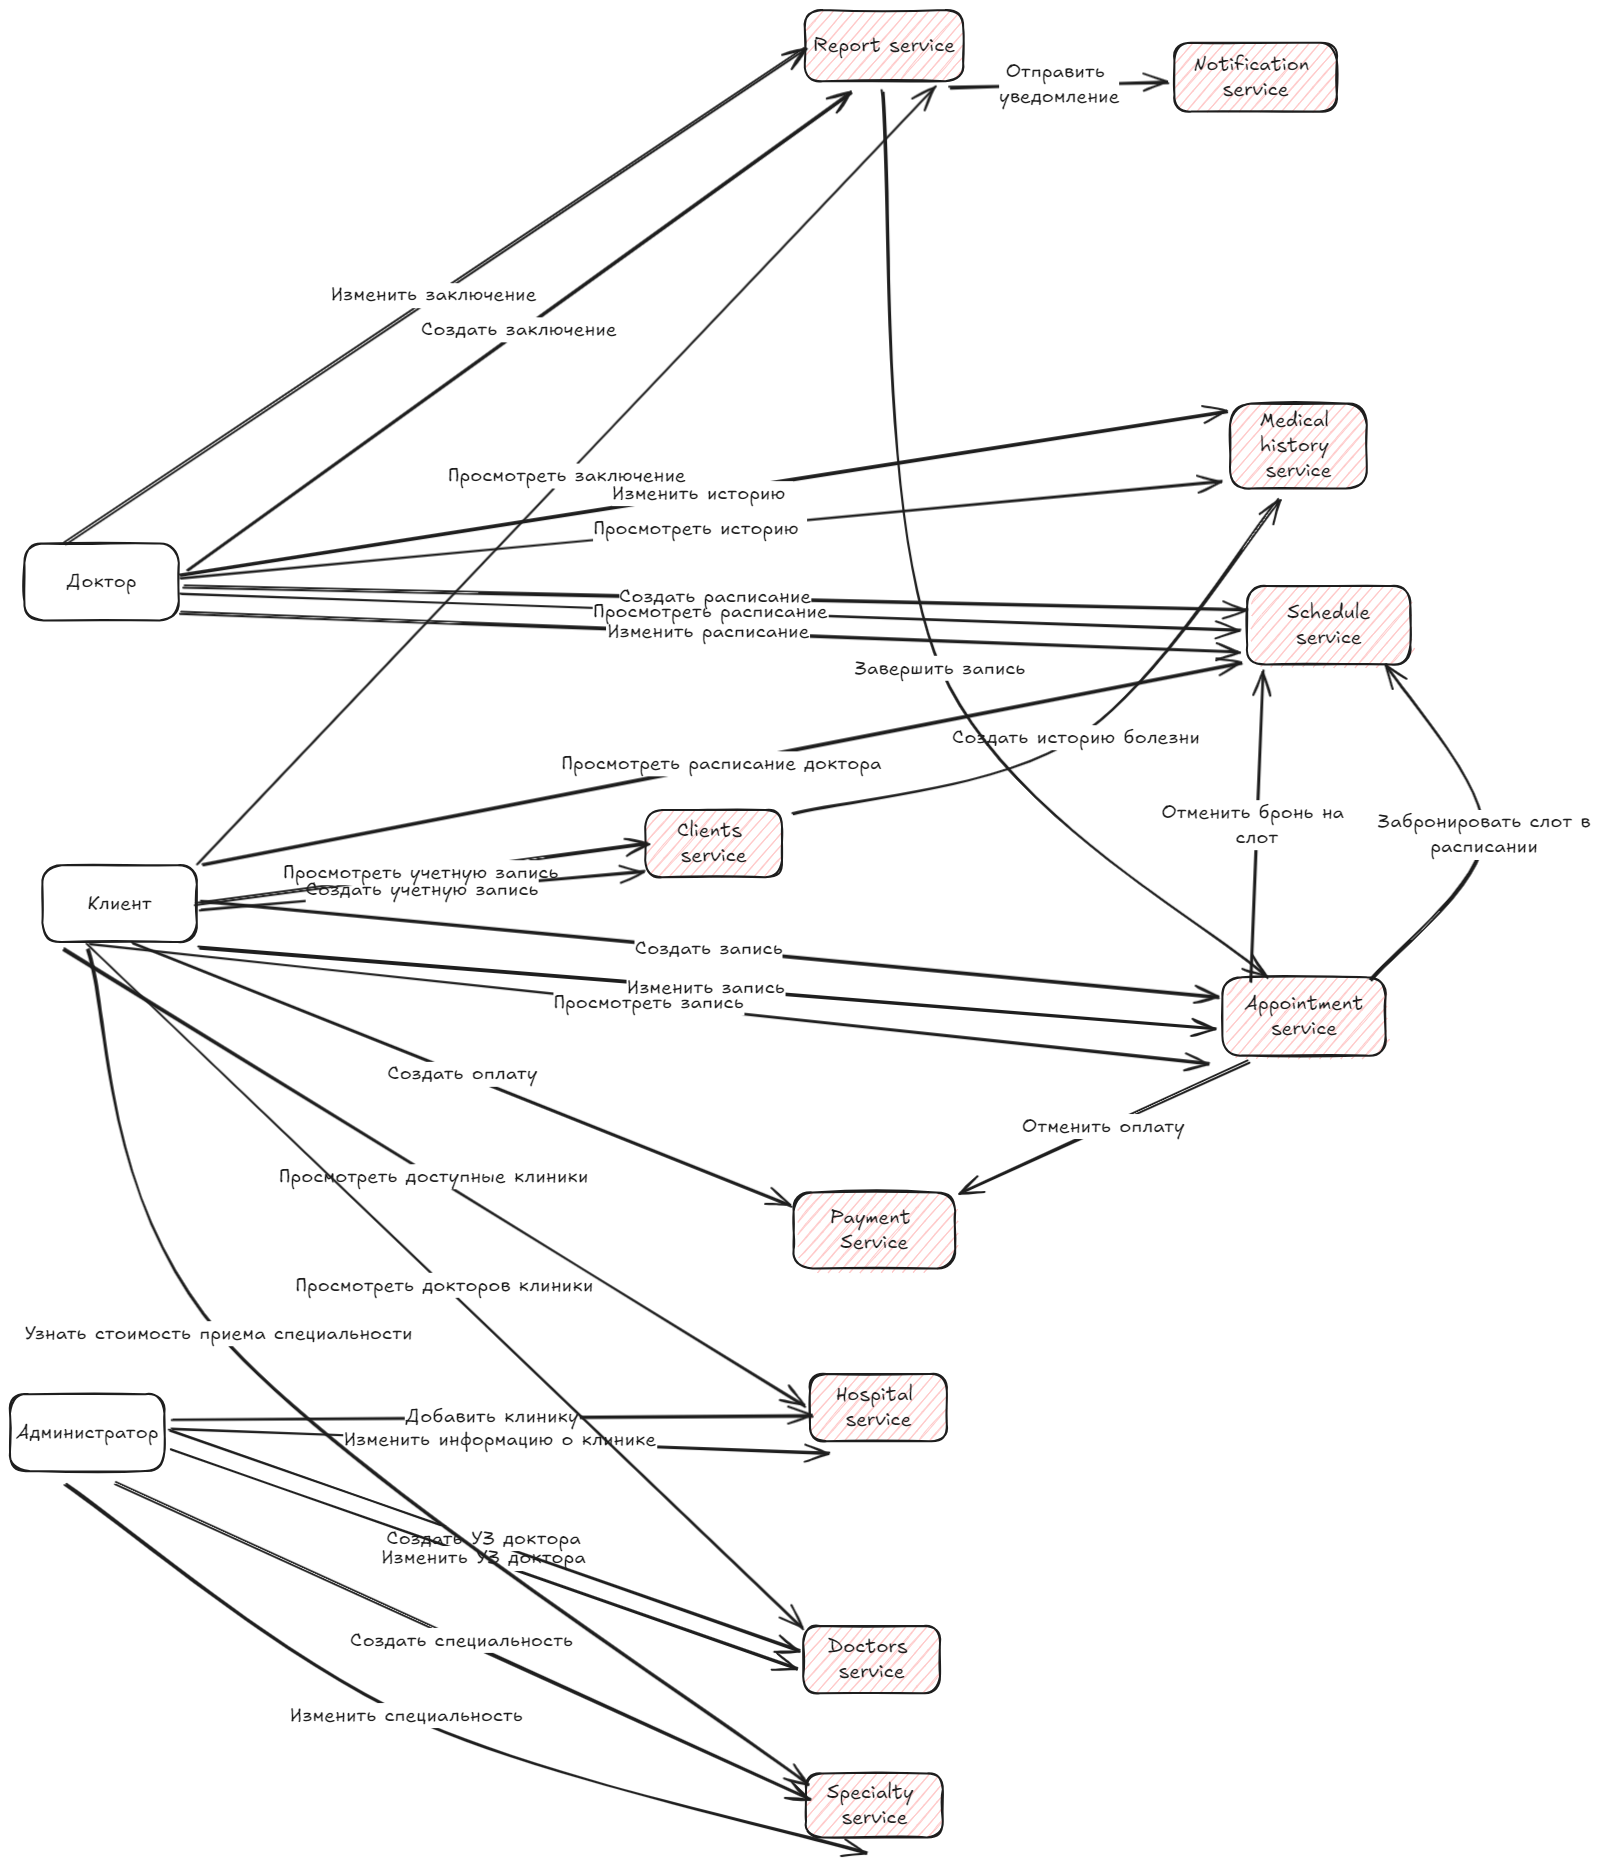 Report service
Notification
service
Отправить
уведомление
Изменить заключение
Создать заключение
Medical
history
service
Просмотреть заключение
Изменить историю
Просмотреть историю
Доктор
Создать расписание
Просмотреть расписание
Изменить расписание
Schedule
service
Завершить запись
Создать историю болезни
Просмотреть расписание доктора
Clients
service
Отменить бронь на
слот
Забронировать слот в
расписании
Просмотреть учетную запись
Создать учетную запись
Клиент
Создать запись
Изменить запись
Просмотреть запись
Appointment
service
Создать оплату
Отменить оплату
Просмотреть доступные клиники
Payment
Service
Просмотреть докторов клиники
Узнать стоимость приема специальности
Hospital
service
Добавить клинику
Администратор
Изменить информацию о клинике
Создать УЗ доктора
Изменить УЗ доктора
Создать специальность
Doctors
service
Изменить специальность
Specialty
service